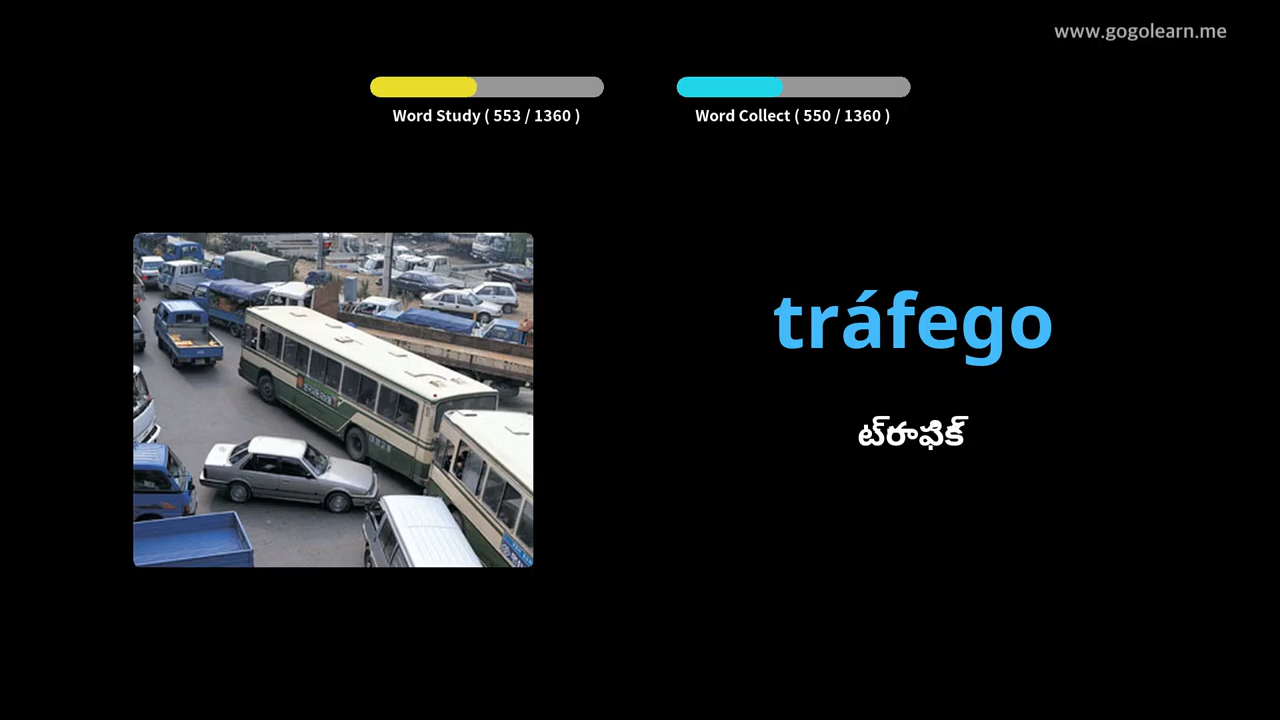 www.gogolearn.me
Word Study ( 553 / 1360 )
Word Collect ( 550 / 1360 )
tráfego
ట్‌రాఫిక్